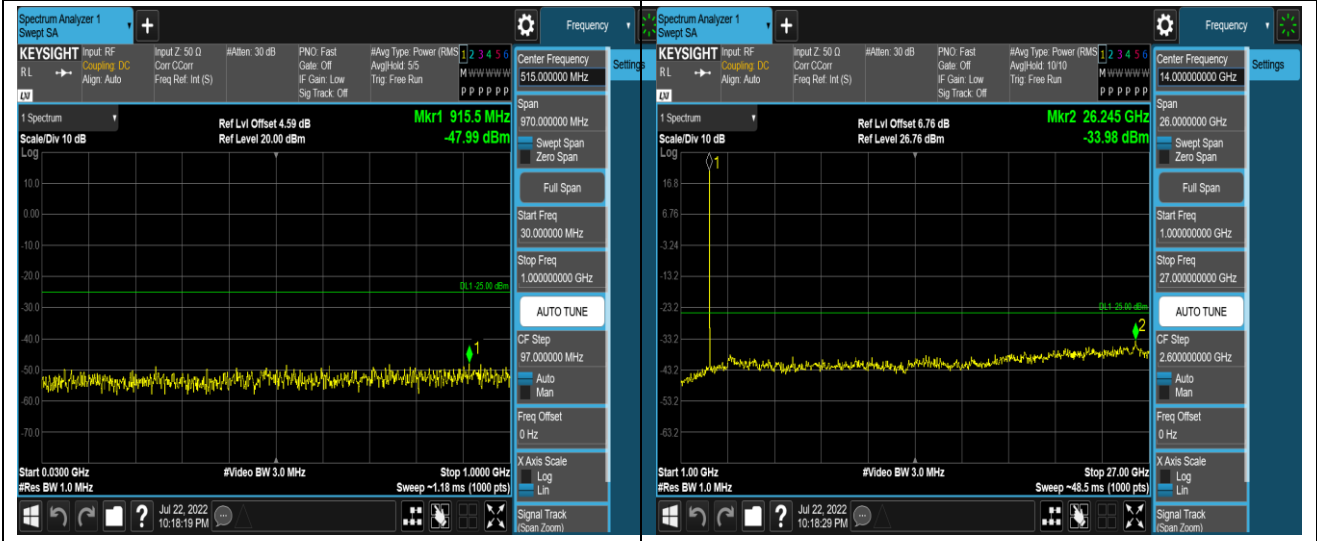 Spectrum Analyzer 1
Swept SA
Frequency
KEYSIGHT
RL
LXI
Input: RF
Coupling: DC
Align: Auto
Input Z: 50 Ω
Corr CCorr
Freq Ref: Int (S)
#Atten: 30 dB
PNO: Fast
Gate: Off
IF Gain: Low
Sig Track: Off
#Avg Type: Power (RMS
Avg|Hold: 5/5
Trig: Free Run
1 2 3 4 5 6
M W W W W W
P P P P P P
1 Spectrum
Scale/Div 10 dB
Log
Ref Lvl Offset 4.59 dB
Ref Level 20.00 dBm
Mkr1 915.5 MHz
-47.99 dBm
10.0
0.00
-10.0
-20.0
-30.0
-40.0
-50.0
-60.0
-70.0
DL1 -25.00 dBm
1
Start 0.0300 GHz
#Res BW 1.0 MHz
#Video BW 3.0 MHz
Stop 1.0000 GHz
Sweep ~1.18 ms (1000 pts)
Jul 22, 2022
10:18:19 PM
Center Frequency
515.000000 MHz
Span
970.000000 MHz
Swept Span
Zero Span
Full Span
Start Freq
30.000000 MHz
Stop Freq
1.000000000 GHz
AUTO TUNE
CF Step
97.000000 MHz
Auto
Man
Freq Offset
0 Hz
X Axis Scale
Log
Lin
Signal Track
(Span Zoom)
Settings
Spectrum Analyzer 1
Swept SA
Frequency
KEYSIGHT
RL
LXI
Input: RF
Coupling: DC
Align: Auto
Input Z: 50 Ω
Corr CCorr
Freq Ref: Int (S)
#Atten: 30 dB
PNO: Fast
Gate: Off
IF Gain: Low
Sig Track: Off
#Avg Type: Power (RMS
Avg|Hold: 10/10
Trig: Free Run
1 2 3 4 5 6
M W W W W W
P P P P P P
1 Spectrum
Scale/Div 10 dB
Log
Ref Lvl Offset 6.76 dB
Ref Level 26.76 dBm
Mkr2 26.245 GHz
-33.98 dBm
16.8
6.76
-3.24
-13.2
-23.2
-33.2
-43.2
-53.2
-63.2
DL1 -25.00 dBm
1
2
Start 1.00 GHz
#Res BW 1.0 MHz
#Video BW 3.0 MHz
Stop 27.00 GHz
Sweep ~48.5 ms (1000 pts)
Jul 22, 2022
10:18:29 PM
Center Frequency
14.000000000 GHz
Span
26.0000000 GHz
Swept Span
Zero Span
Full Span
Start Freq
1.000000000 GHz
Stop Freq
27.000000000 GHz
AUTO TUNE
CF Step
2.600000000 GHz
Auto
Man
Freq Offset
0 Hz
X Axis Scale
Log
Lin
Signal Track
(Span Zoom)
Settings